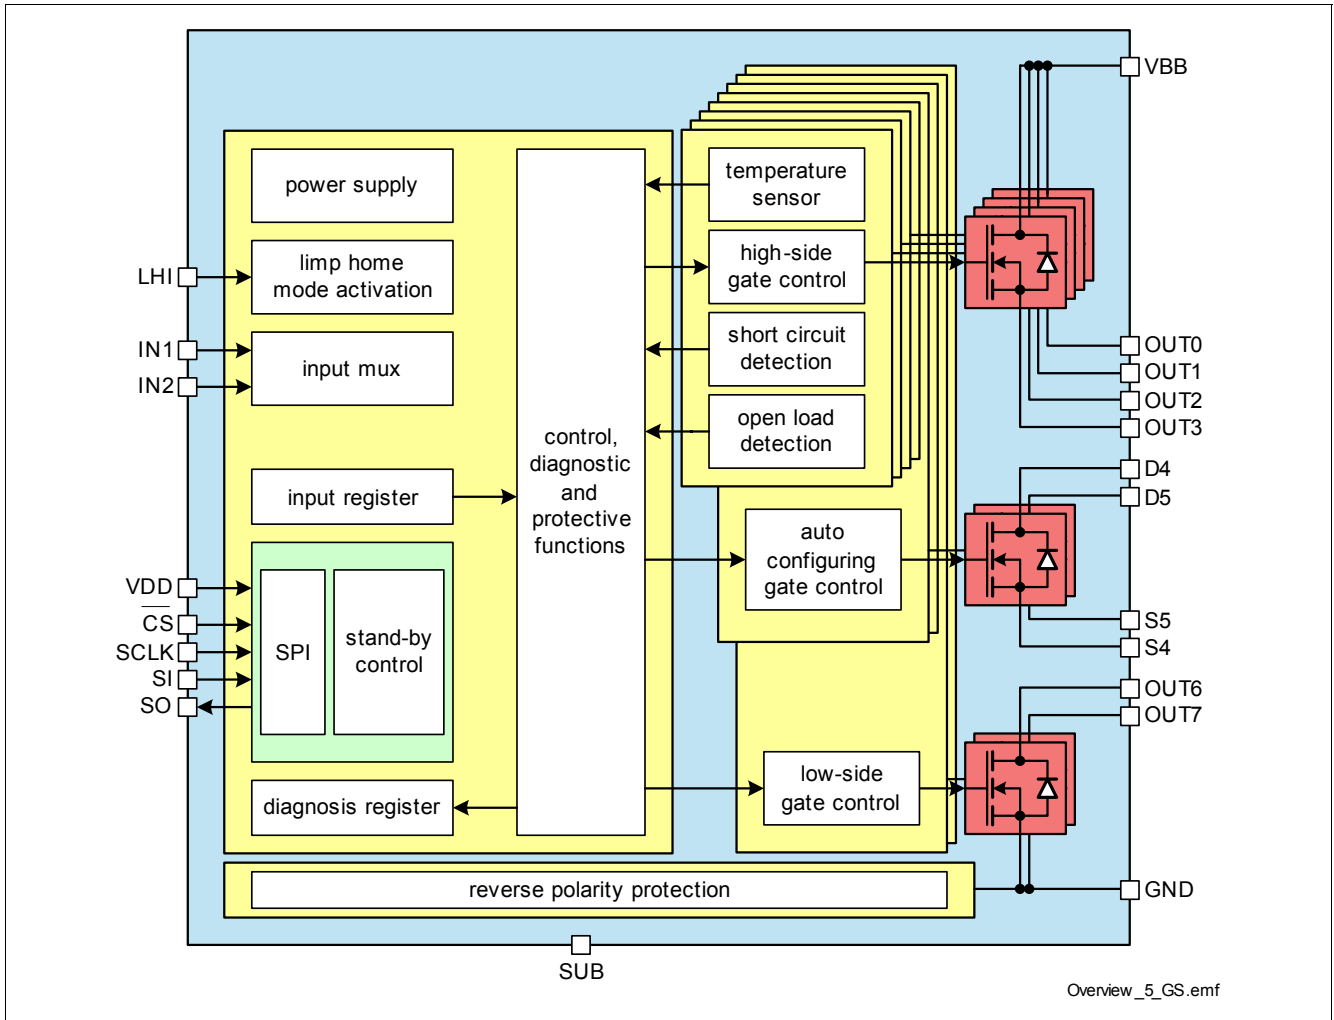 VBB
power supply
temperature
sensor
LHI
limp home
mode activation
high-side
gate control
IN1
IN2
input mux
short circuit
detection
OUT0
OUT1
OUT2
OUT3
open load
detection
control,
diagnostic
and
protective
functions
input register
D4
D5
auto
configuring
gate control
VDD
CS
SCLK
SI
SO
SPI
stand-by
control
S5
S4
OUT6
OUT7
low-side
gate control
diagnosis register
reverse polarity protection
GND
SUB
Overview_5_GS.emf